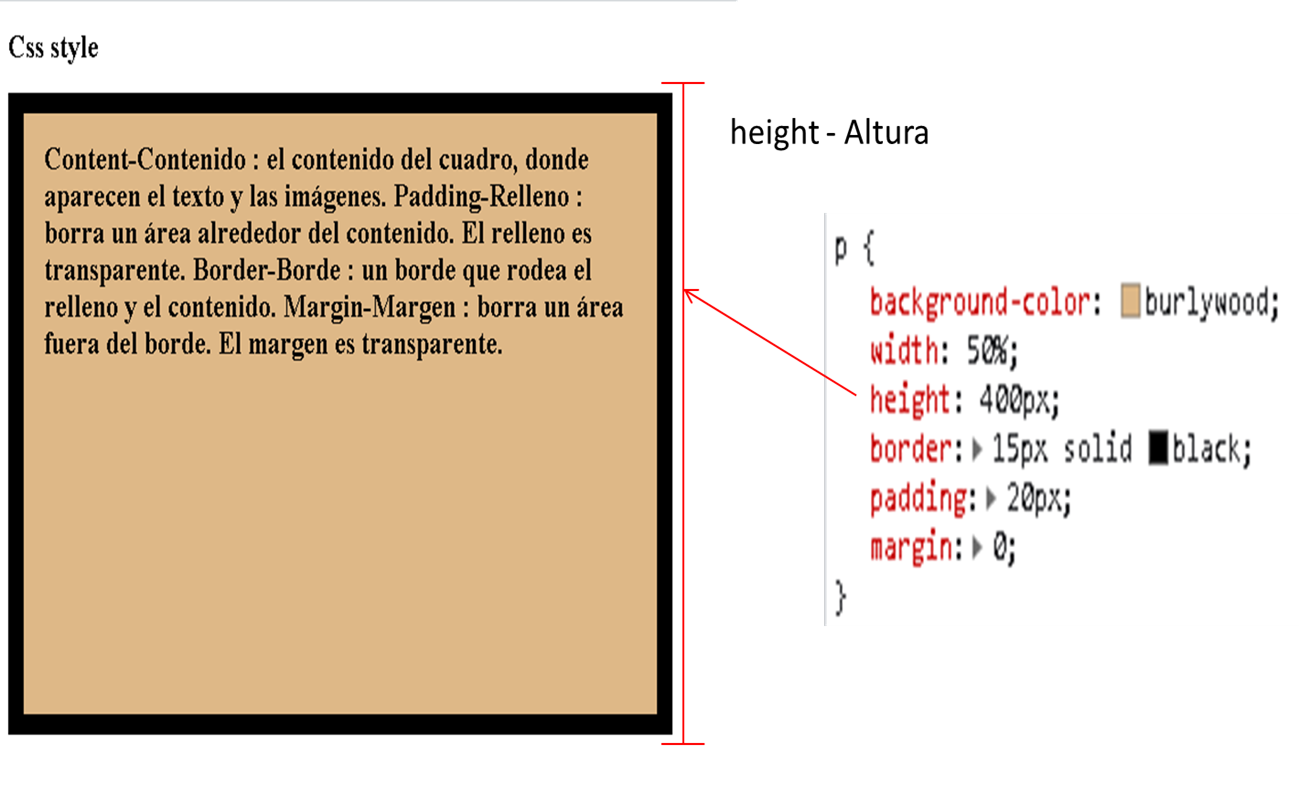 Css style
Content-Contenido : el contenido del cuadro, donde
aparecen el texto y las imágenes. Padding-Relleno :
borra un área alrededor del contenido. El relleno es
transparente. Border-Borde : un borde que rodea el
relleno y el contenido. Margin-Margen : borra un área
fuera del borde. El margen es transparente.
height - Altura
p {
background-color: burlywood;
width: 50%;
height: 400px;
border: 15px solid black;
padding: 20px;
margin: 0;
}